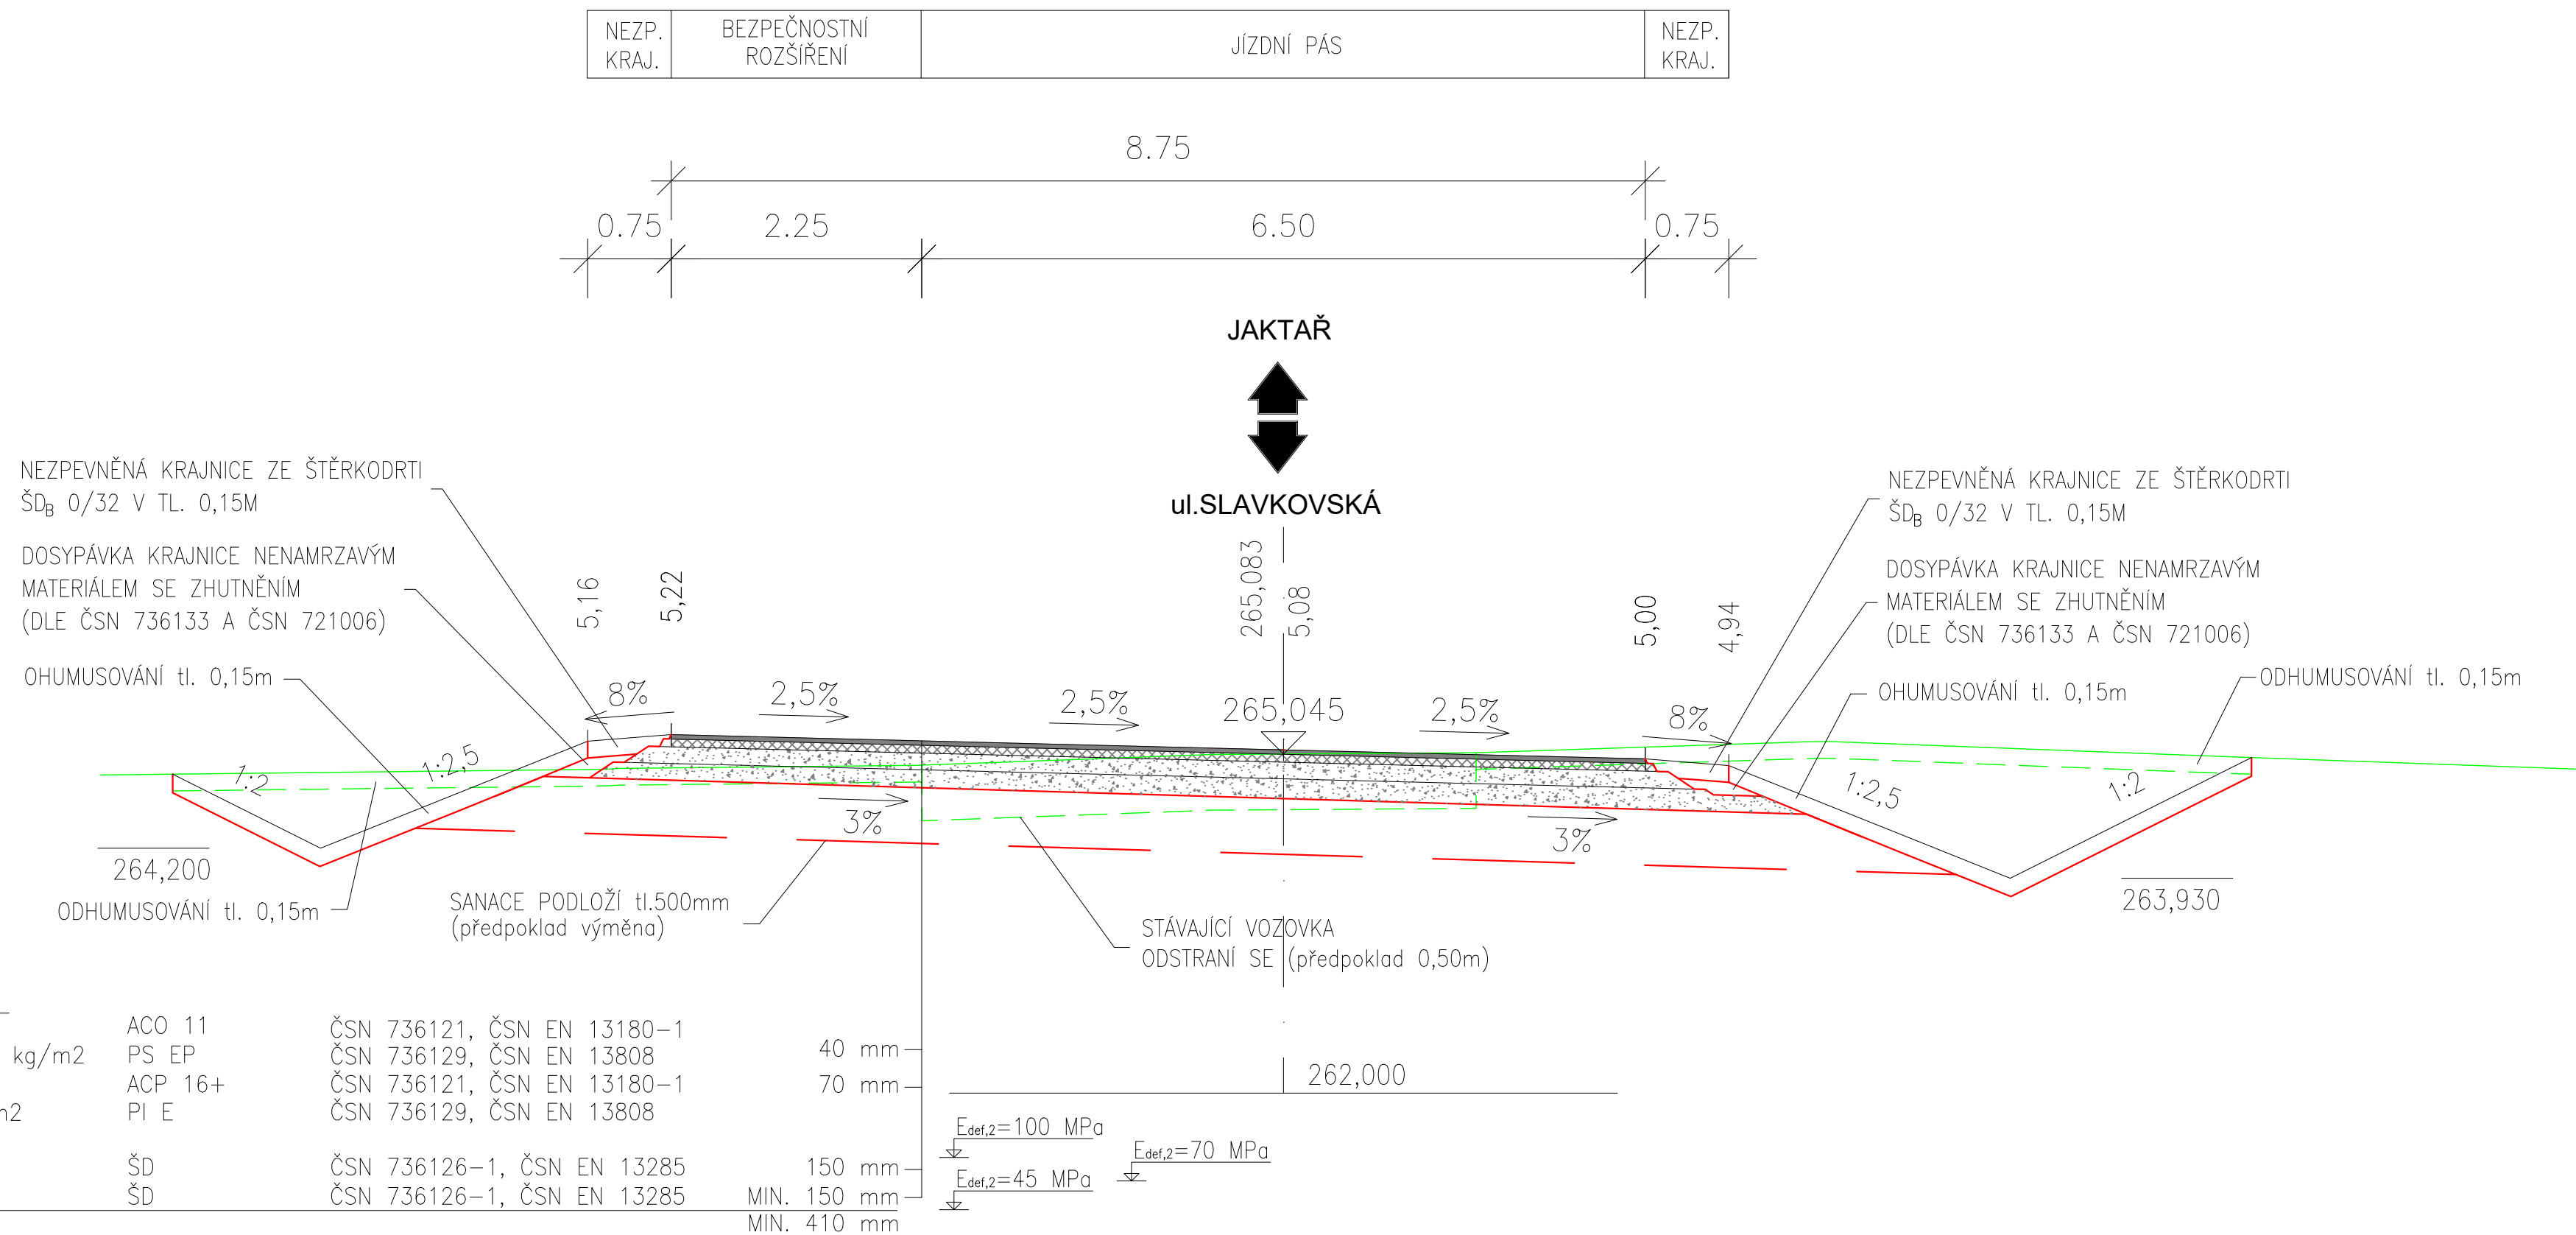 NEZP.
KRAJ.
BEZPEČNOSTNÍ
ROZŠÍŘENÍ
JÍZDNÍ PÁS
NEZP.
KRAJ.
8.75
0.75
2.25
6.50
0.75
JAKTAŘ
ul.SLAVKOVSKÁ
NEZPEVNĚNÁ KRAJNICE ZE ŠTĚRKODRTI
ŠDB 0/32 V TL. 0,15M
DOSYPÁVKA KRAJNICE NENAMRZAVÝM
MATERIÁLEM SE ZHUTNĚNÍM
(DLE ČSN 736133 A ČSN 721006)
OHUMUSOVÁNÍ tl. 0,15m
5,16
5,22
265,083
5,08
5,00
4,94
NEZPEVNĚNÁ KRAJNICE ZE ŠTĚRKODRTI
ŠDB 0/32 V TL. 0,15M
DOSYPÁVKA KRAJNICE NENAMRZAVÝM
MATERIÁLEM SE ZHUTNĚNÍM
(DLE ČSN 736133 A ČSN 721006)
OHUMUSOVÁNÍ tl. 0,15m
ODHUMUSOVÁNÍ tl. 0,15m
8%
2,5%
2,5%
265,045
2,5%
8%
1:2
1:2,5
1:2,5
1:2
3%
3%
264,200
263,930
ODHUMUSOVÁNÍ tl. 0,15m
SANACE PODLOŽÍ tl.500mm
(předpoklad výměna)
STÁVAJÍCÍ VOZOVKA
ODSTRANÍ SE (předpoklad 0,50m)
262,000
ACO 11 ČSN 736121, ČSN EN 13180-1 40 mm
kg/m2 PS EP ČSN 736129, ČSN EN 13808
ACP 16+ ČSN 736121, ČSN EN 13180-1 70 mm
m2 PI E ČSN 736129, ČSN EN 13808
ŠD ČSN 736126-1, ČSN EN 13285 150 mm
ŠD ČSN 736126-1, ČSN EN 13285 MIN. 150 mm
MIN. 410 mm
Edef,2=100 MPa
Edef,2=70 MPa
Edef,2=45 MPa